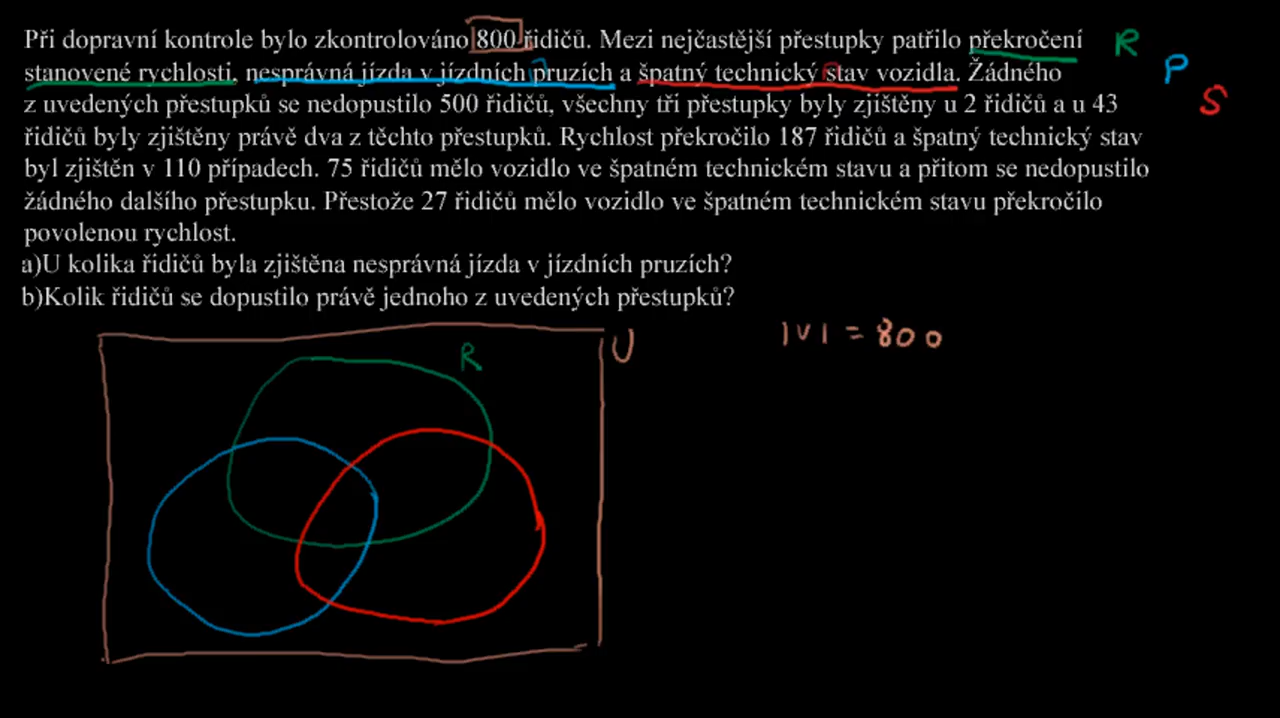 Při dopravní kontrole bylo zkontrolováno 800 řidičů. Mezi nejčastější přestupky patřilo překročení R
stanovené rychlosti, nesprávná jízda v jízdních pruzích a špatný technický stav vozidla. Žádného P
z uvedených přestupků se nedopustilo 500 řidičů, všechny tři přestupky byly zjištěny u 2 řidičů a u 43 S
řidičů byly zjištěny právě dva z těchto přestupků. Rychlost překročilo 187 řidičů a špatný technický stav
byl zjištěn v 110 případech. 75 řidičů mělo vozidlo ve špatném technickém stavu a přitom se nedopustilo
žádného dalšího přestupku. Přestože 27 řidičů mělo vozidlo ve špatném technickém stavu překročilo
povolenou rychlost.
a)U kolika řidičů byla zjištěna nesprávná jízda v jízdních pruzích?
b)Kolik řidičů se dopustilo právě jednoho z uvedených přestupků?
R U |U| = 800